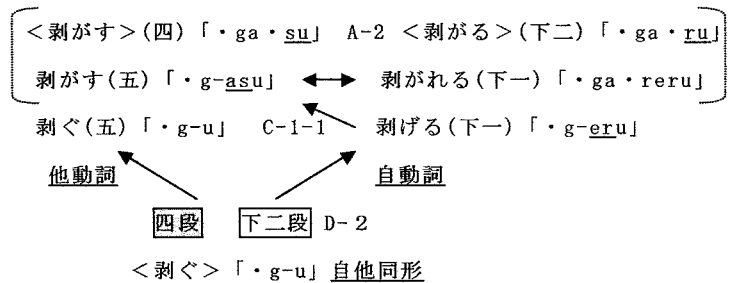 ＜剥がす＞(四)「・ga・su」 A-2 ＜剥がる＞(下二)「・ga・ru」
剥がす(五)「・g-asu」 剥がれる(下一)「・ga・reru」
剥ぐ(五)「・g-u」 C-1-1 剥げる(下一)「・g-eru」
他動詞 自動詞
四段 下二段 D-2
＜剥ぐ＞「・g-u」自他同形